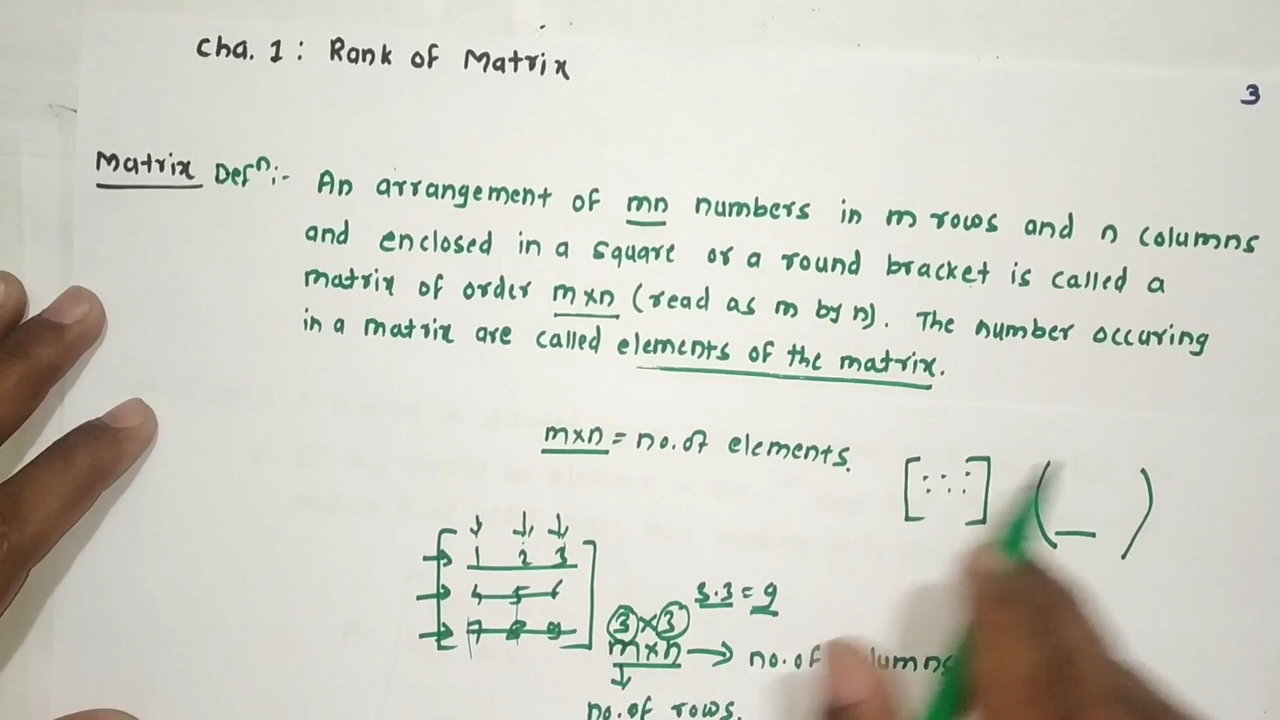 Cha. 1 : Rank of Matrix
3
Matrix Defⁿ:- An arrangement of mn numbers in m rows and n columns
and enclosed in a square or a round bracket is called a
matrix of order m×n (read as m by n). The number occuring
in a matrix are called elements of the matrix.
m×n = no. of elements.
[ ] ( )
1 2 3
4 5 6
7 8 9
3.3 = 9
3×3
m×n → no. of
no. of rows.